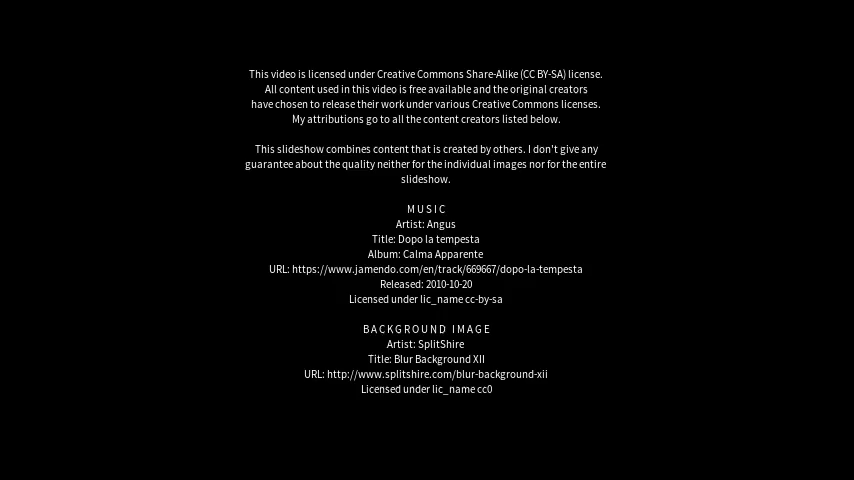 This video is licensed under Creative Commons Share-Alike (CC BY-SA) license.
All content used in this video is free available and the original creators
have chosen to release their work under various Creative Commons licenses.
My attributions go to all the content creators listed below.
This slideshow combines content that is created by others. I don't give any
guarantee about the quality neither for the individual images nor for the entire
slideshow.
MUSIC
Artist: Angus
Title: Dopo la tempesta
Album: Calma Apparente
URL: https://www.jamendo.com/en/track/669667/dopo-la-tempesta
Released: 2010-10-20
Licensed under lic_name cc-by-sa
BACKGROUND IMAGE
Artist: SplitShire
Title: Blur Background XII
URL: http://www.splitshire.com/blur-background-xii
Licensed under lic_name cc0